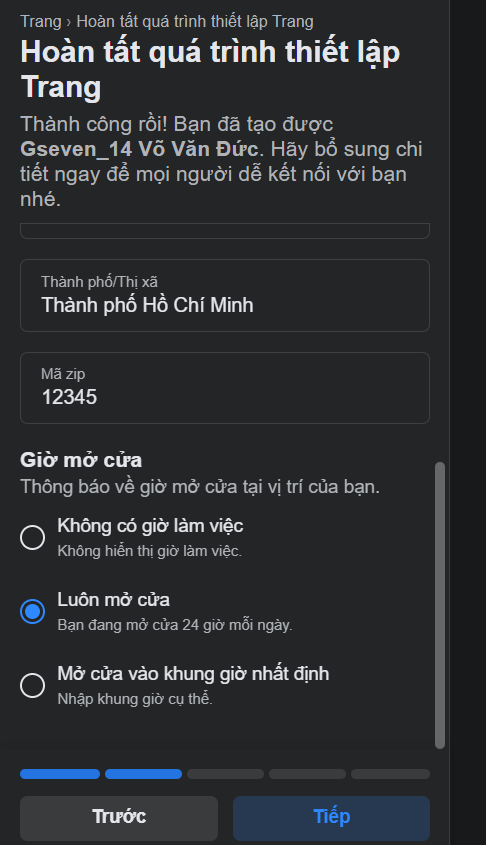 Trang › Hoàn tất quá trình thiết lập Trang
Hoàn tất quá trình thiết lập
Trang
Thành công rồi! Bạn đã tạo được
Gseven_14 Võ Văn Đức. Hãy bổ sung chi
tiết ngay để mọi người dễ kết nối với bạn
nhé.
Thành phố/Thị xã
Thành phố Hồ Chí Minh
Mã zip
12345
Giờ mở cửa
Thông báo về giờ mở cửa tại vị trí của bạn.
Không có giờ làm việc
Không hiển thị giờ làm việc.
Luôn mở cửa
Bạn đang mở cửa 24 giờ mỗi ngày.
Mở cửa vào khung giờ nhất định
Nhập khung giờ cụ thể.
Trước
Tiếp